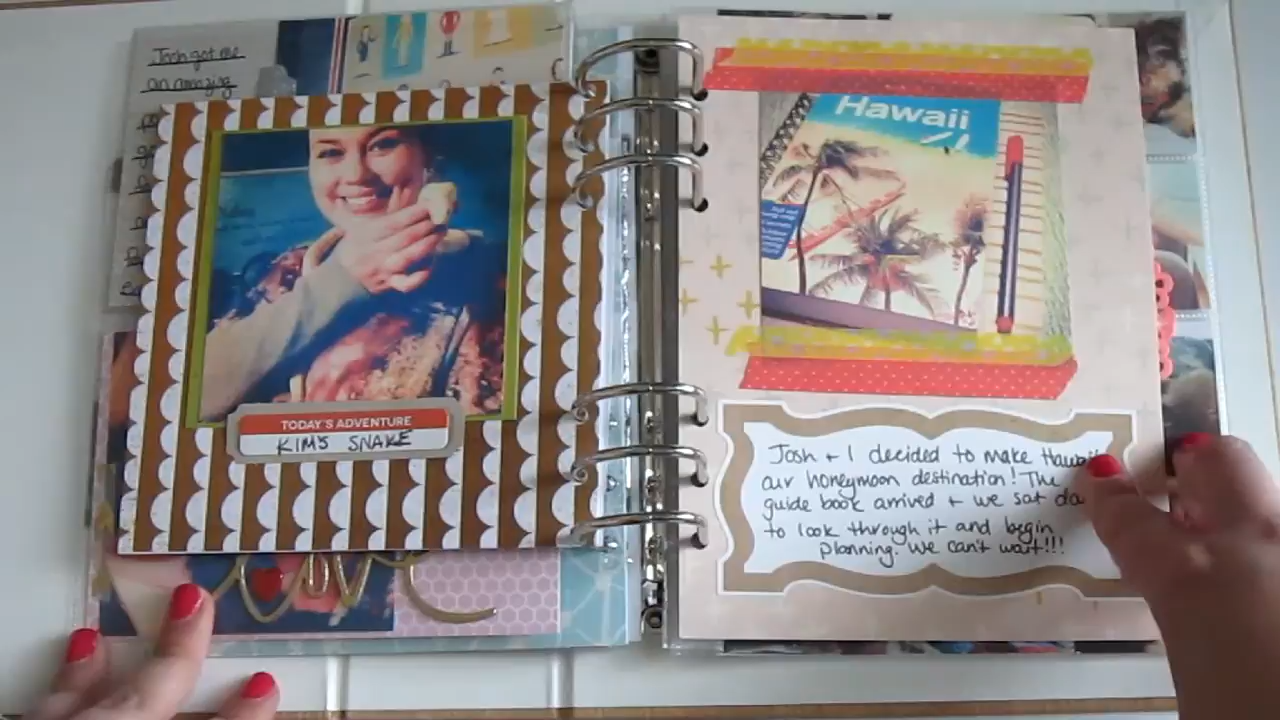 Josh got me
an amazing
TODAY'S ADVENTURE
KIM'S SNAKE
Hawaii
Josh + I decided to make Hawaii
our honeymoon destination! The
guide book arrived + we sat
to look through it and begin
planning. We can't wait!!!